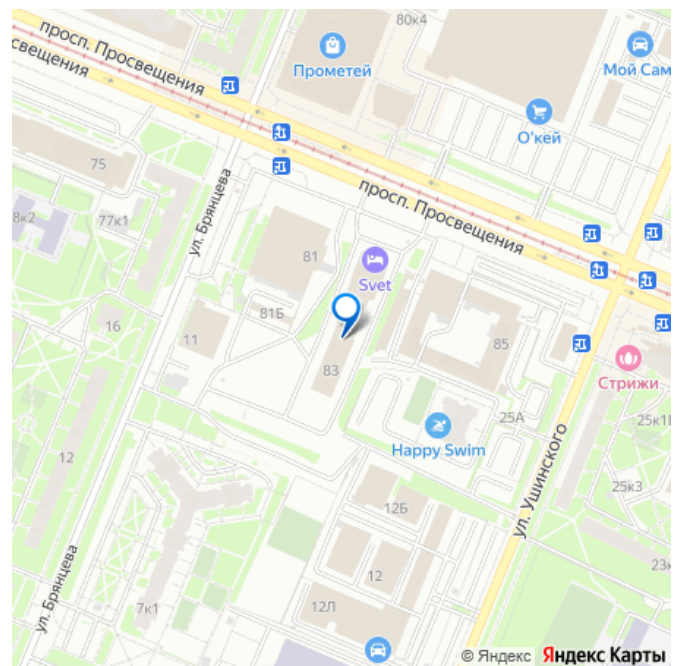 80к4
просп. Просвещения
свещения
Прометей
Мой Сам
О'кей
75
просп. Просвещения
ул. Брянцева
8к2
77к1
81
Svet
81Б
16
11
85
83
Стрижи
25А
25к1
Happy Swim
12
ул. Ушинского
25к3
12Б
ул. Брянцева
23к
12
7к1
12Л
© Яндекс Яндекс Карты